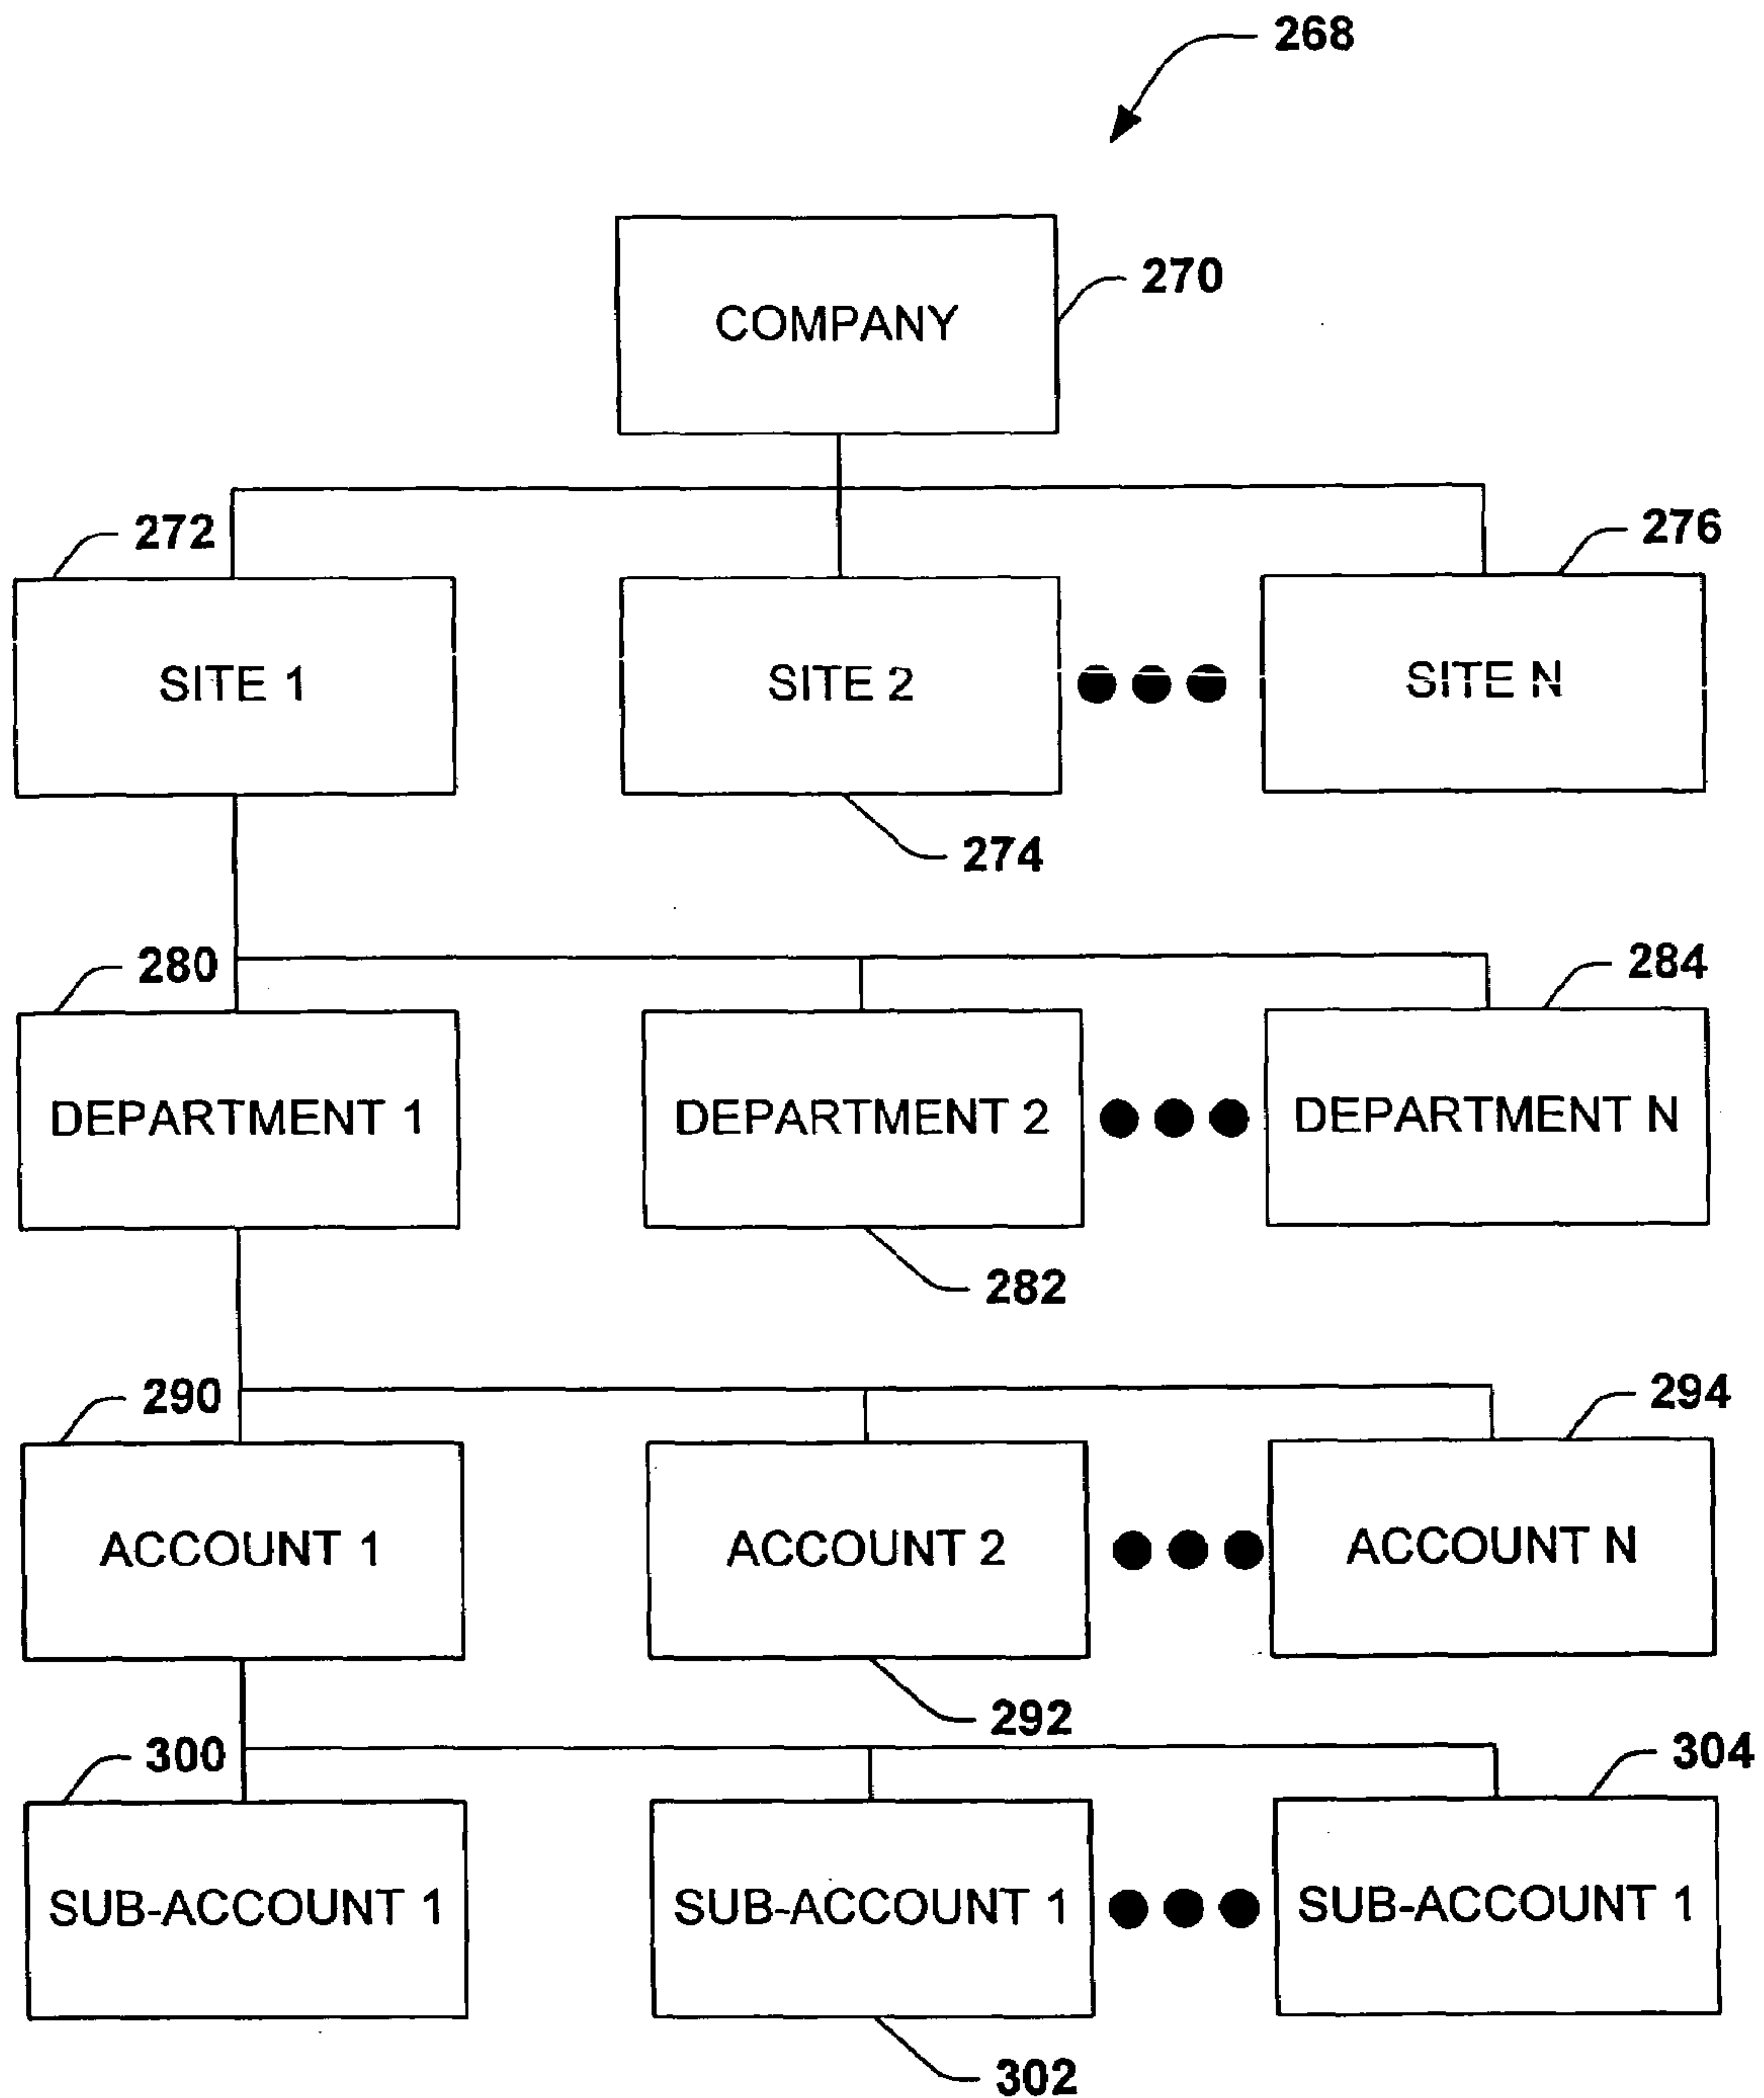 268
COMPANY
270
272
276
SITE 1
SITE 2
SITE N
274
280
284
DEPARTMENT 1
DEPARTMENT 2
DEPARTMENT N
282
290
294
ACCOUNT 1
ACCOUNT 2
ACCOUNT N
292
300
304
SUB-ACCOUNT 1
SUB-ACCOUNT 1
SUB-ACCOUNT 1
302